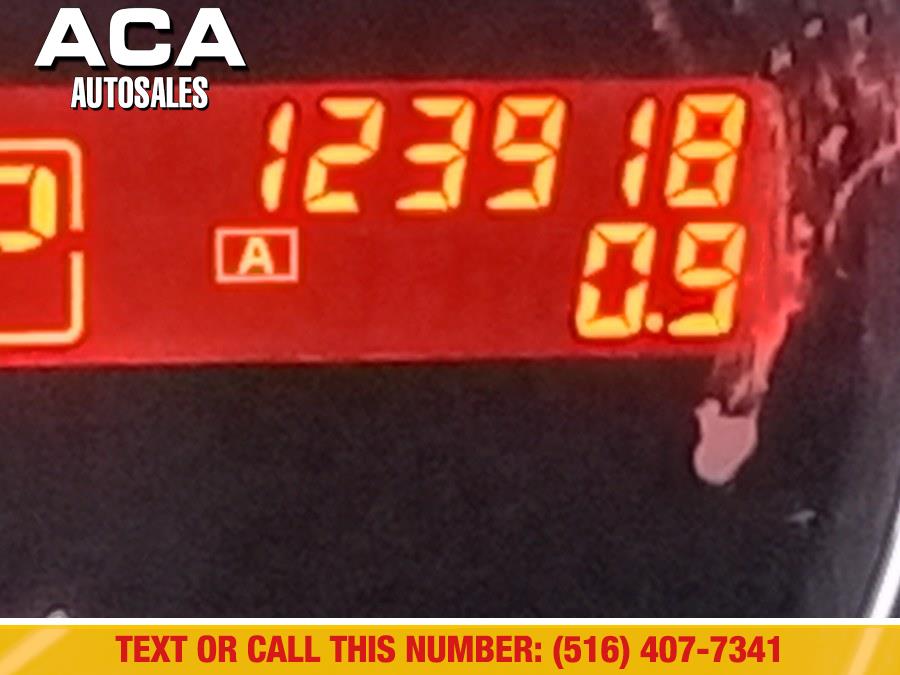 ACA
AUTOSALES
123918
P
A
0.9
TEXT OR CALL THIS NUMBER: (516) 407-7341